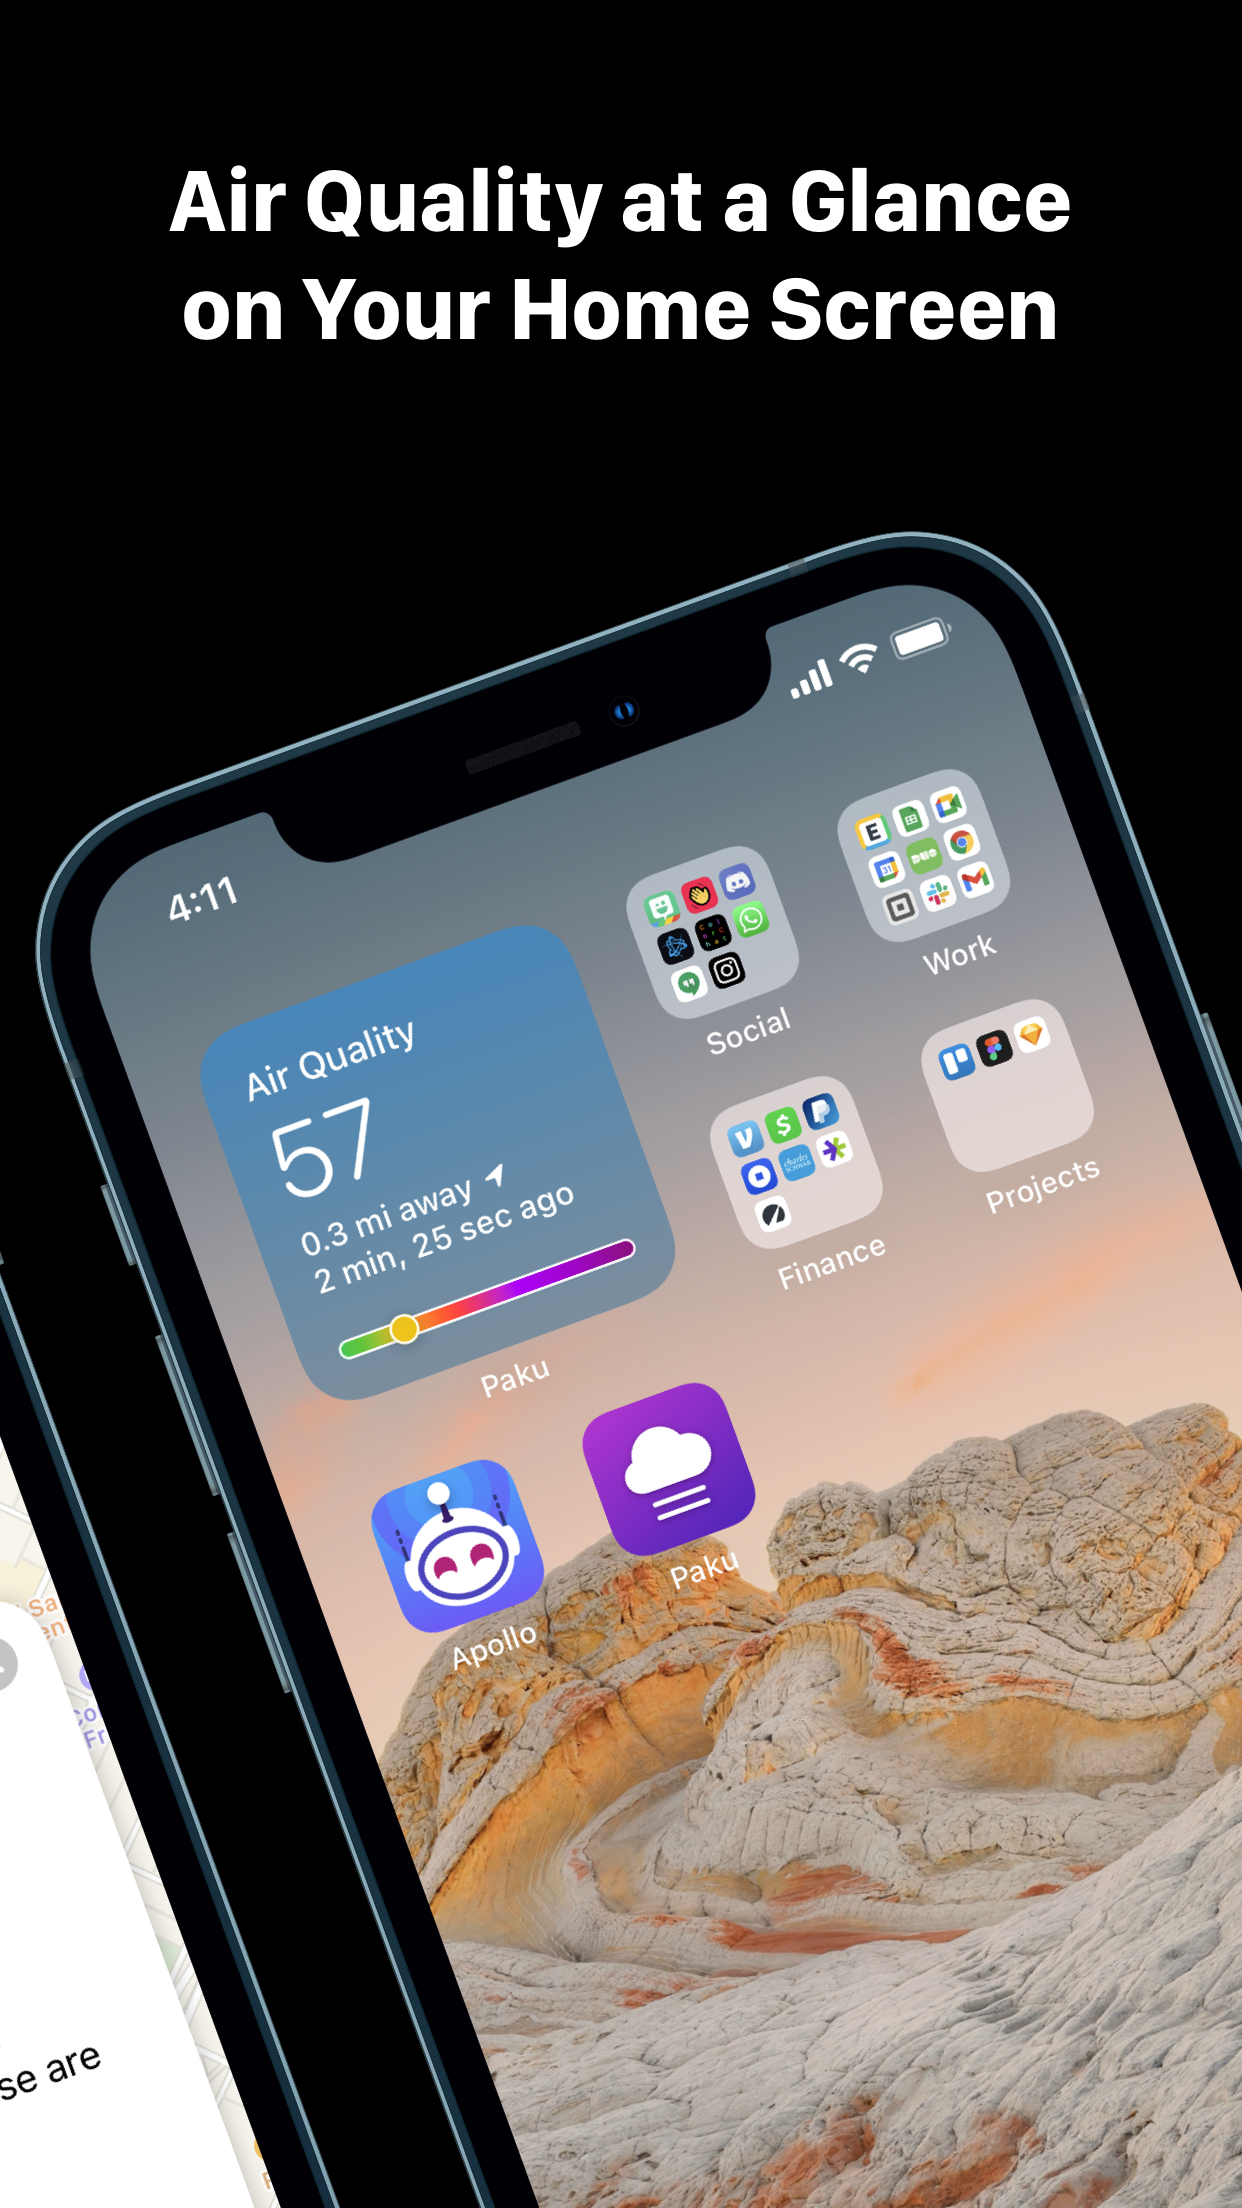 Air Quality at a Glance
on Your Home Screen
4:11
Air Quality
57
0.3 mi away
2 min, 25 sec ago
Paku
Social
Work
Finance
Projects
Apollo
Paku
se are